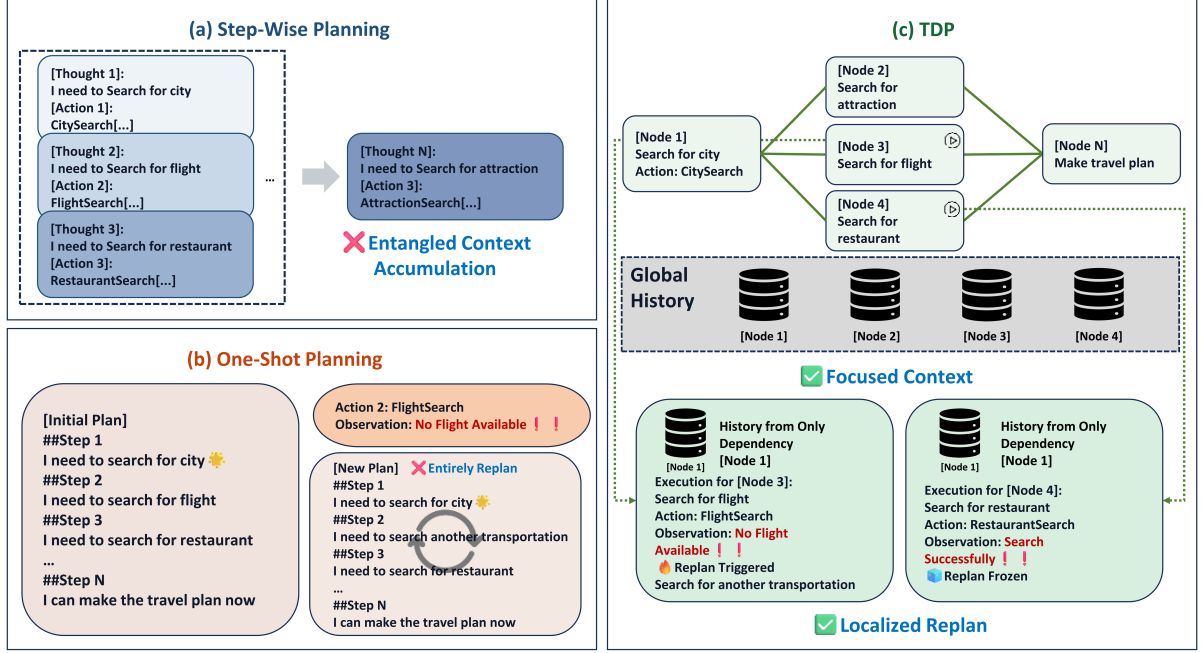 (a) Step-Wise Planning
[Thought 1]:
I need to Search for city
[Action 1]:
CitySearch[...]
[Thought 2]:
I need to Search for flight
[Action 2]:
FlightSearch[...]
[Thought 3]:
I need to Search for restaurant
[Action 3]:
RestaurantSearch[...]
...
[Thought N]:
I need to Search for attraction
[Action 3]:
AttractionSearch[...]
Entangled Context
Accumulation
(b) One-Shot Planning
[Initial Plan]
##Step 1
I need to search for city
##Step 2
I need to search for flight
##Step 3
I need to search for restaurant
...
##Step N
I can make the travel plan now
Action 2: FlightSearch
Observation: No Flight Available ❗ ❗
[New Plan] Entirely Replan
##Step 1
I need to search for city
##Step 2
I need to search another transportation
##Step 3
I need to search for restaurant
...
##Step N
I can make the travel plan now
(c) TDP
[Node 1]
Search for city
Action: CitySearch
[Node 2]
Search for
attraction
[Node 3]
Search for flight
[Node 4]
Search for
restaurant
[Node N]
Make travel plan
Global
History
[Node 1]
[Node 2]
[Node 3]
[Node 4]
Focused Context
[Node 1]
History from Only
Dependency
[Node 1]
Execution for [Node 3]:
Search for flight
Action: FlightSearch
Observation: No Flight
Available ❗ ❗
Replan Triggered
Search for another transportation
[Node 1]
History from Only
Dependency
[Node 1]
Execution for [Node 4]:
Search for restaurant
Action: RestaurantSearch
Observation: Search
Successfully ❗ ❗
Replan Frozen
Localized Replan